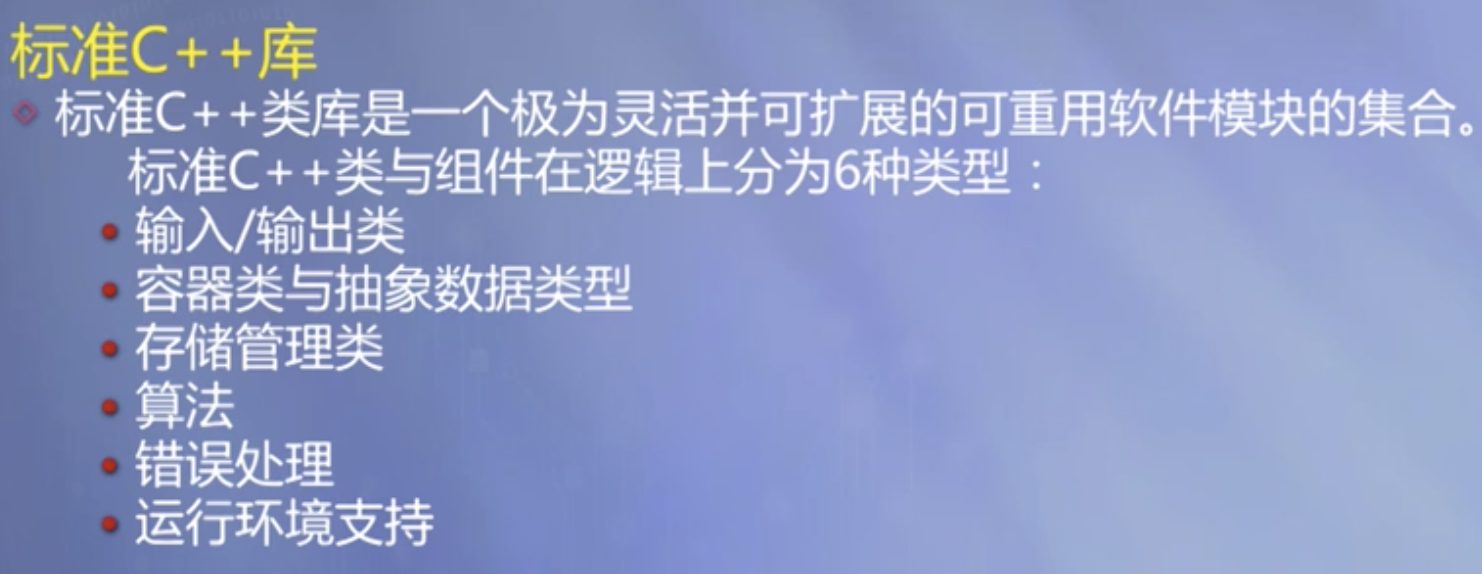 标准C++库
标准C++类库是一个极为灵活并可扩展的可重用软件模块的集合。
标准C++类与组件在逻辑上分为6种类型：
输入/输出类
容器类与抽象数据类型
存储管理类
算法
错误处理
运行环境支持